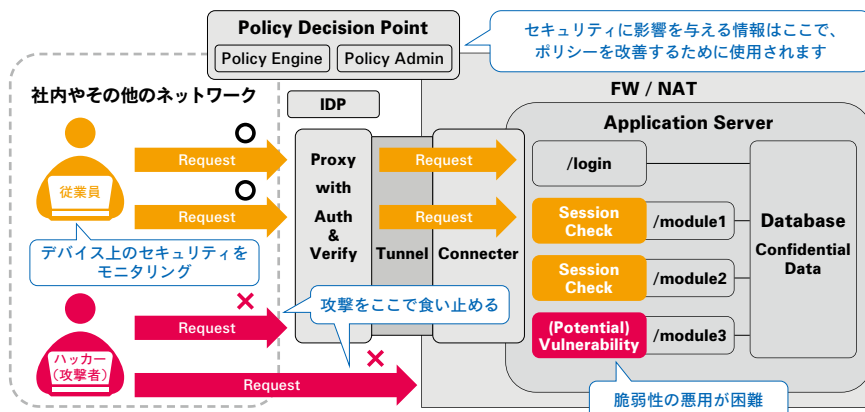 Policy Decision Point
Policy Engine
Policy Admin
セキュリティに影響を与える情報はここで、
ポリシーを改善するために使用されます
社内やその他のネットワーク
IDP
FW / NAT
Application Server
従業員
Request
Request
デバイス上のセキュリティを
モニタリング
Proxy
with
Auth
&
Verify
Tunnel
Connecter
Request
Request
/login
Session
Check
/module1
Session
Check
/module2
(Potential)
Vulnerability
/module3
Database
Confidential
Data
ハッカー
（攻撃者）
Request
Request
攻撃をここで食い止める
脆弱性の悪用が困難